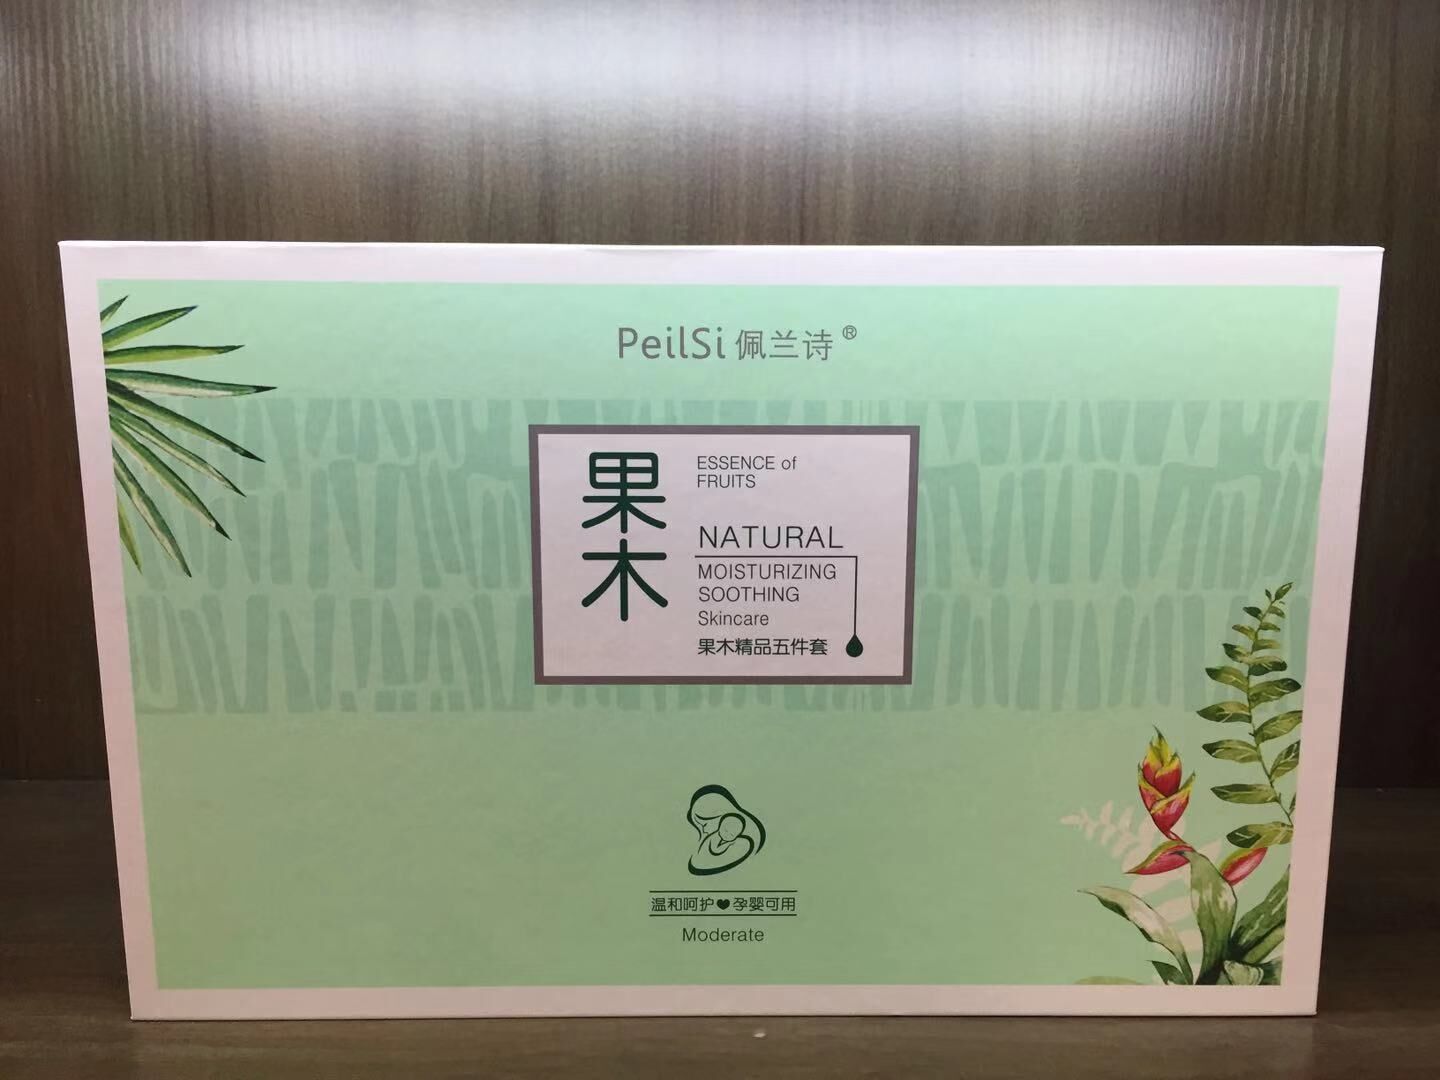 PeilSi 佩兰诗®
果木
ESSENCE of
FRUITS
NATURAL
MOISTURIZING
SOOTHING
Skincare
果木精品五件套
温和呵护♥孕婴可用
Moderate